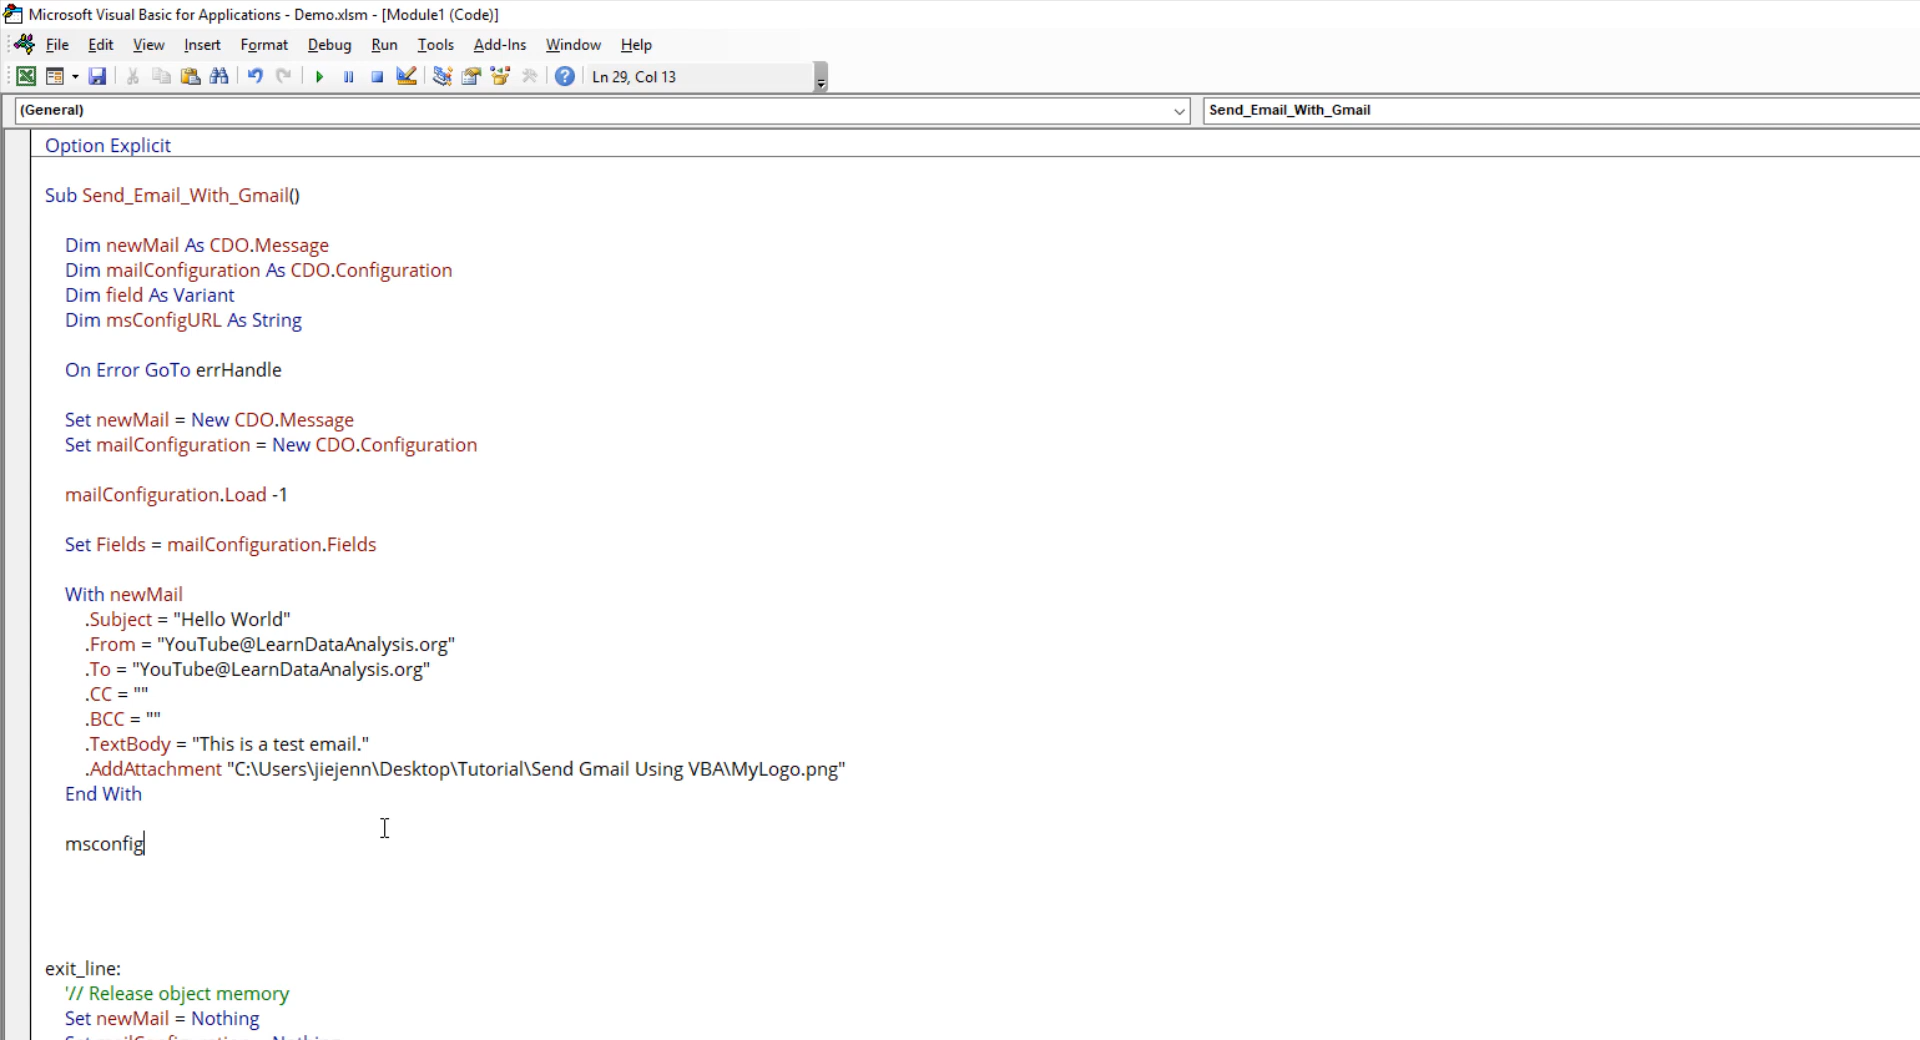 Microsoft Visual Basic for Applications - Demo.xlsm - [Module1 (Code)]
File Edit View Insert Format Debug Run Tools Add-Ins Window Help
Ln 29, Col 13
(General) Send_Email_With_Gmail
Option Explicit
Sub Send_Email_With_Gmail()
Dim newMail As CDO.Message
Dim mailConfiguration As CDO.Configuration
Dim field As Variant
Dim msConfigURL As String
On Error GoTo errHandle
Set newMail = New CDO.Message
Set mailConfiguration = New CDO.Configuration
mailConfiguration.Load -1
Set Fields = mailConfiguration.Fields
With newMail
.Subject = "Hello World"
.From = "YouTube@LearnDataAnalysis.org"
.To = "YouTube@LearnDataAnalysis.org"
.CC = ""
.BCC = ""
.TextBody = "This is a test email."
.AddAttachment "C:\Users\jiejenn\Desktop\Tutorial\Send Gmail Using VBA\MyLogo.png"
End With
msconfig
exit_line:
'// Release object memory
Set newMail = Nothing